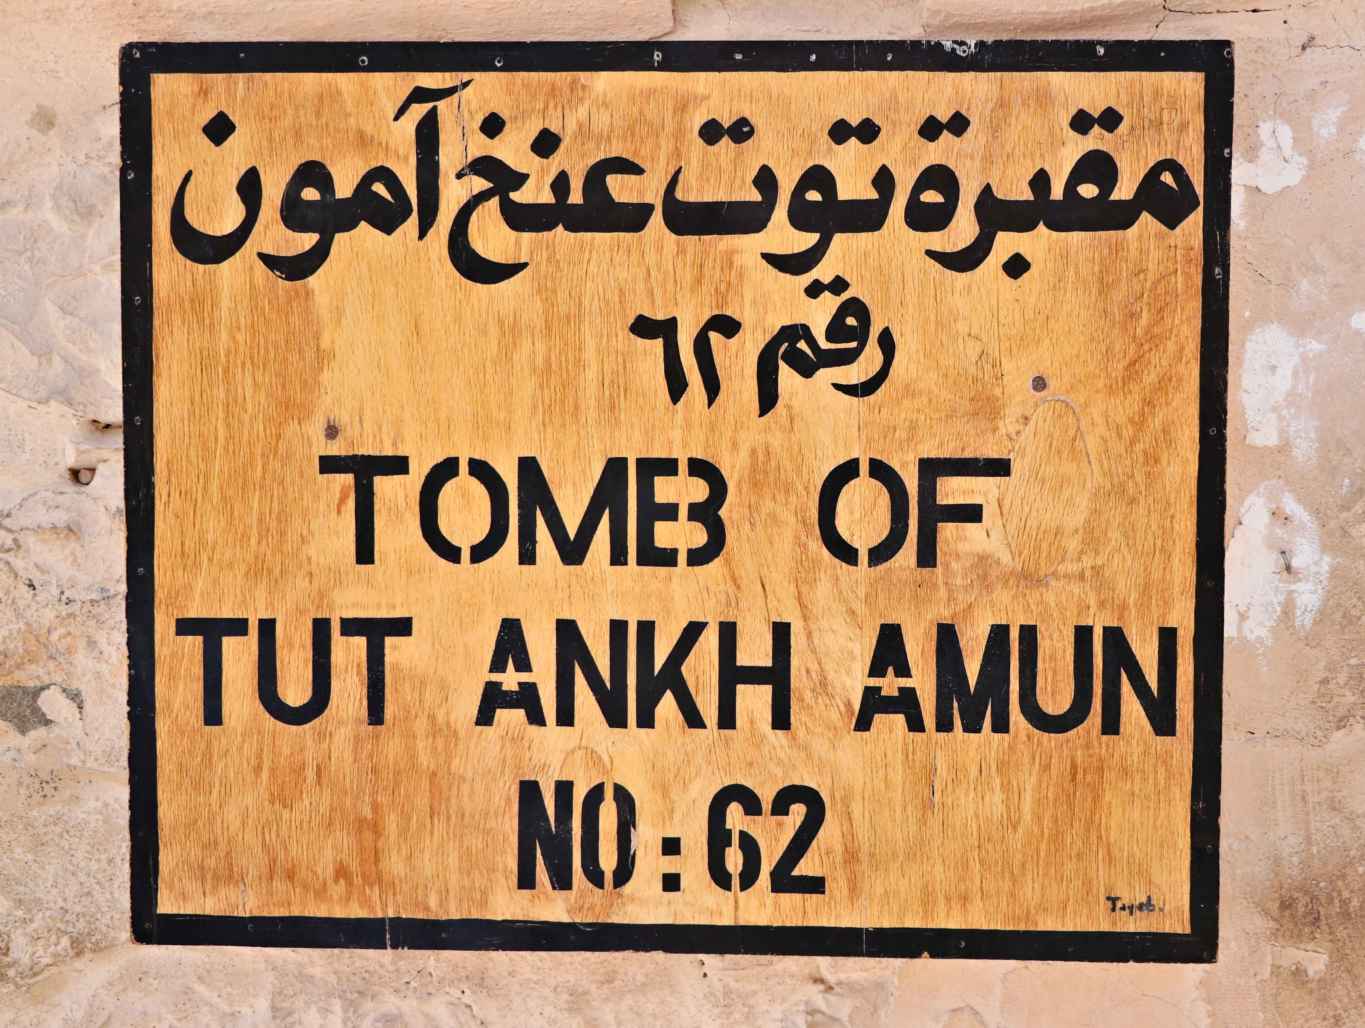 مقبرة توت عنخ آمون
رقم ٦٢
TOMB OF
TUT ANKH AMUN
NO: 62
Tayeb.